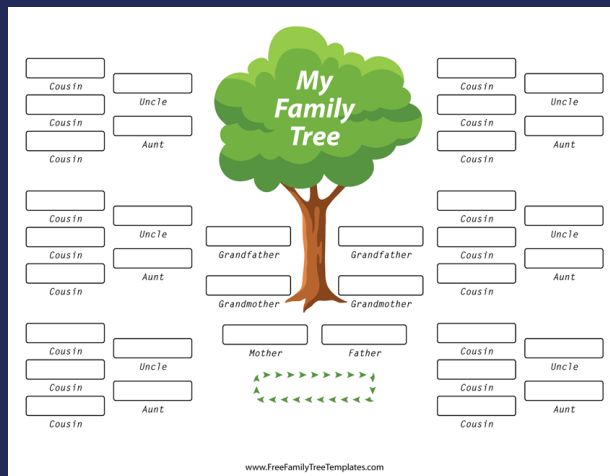 My
Family
Tree
Cousin
Uncle
Cousin
Aunt
Cousin
Cousin
Uncle
Cousin
Aunt
Cousin
Cousin
Uncle
Cousin
Aunt
Cousin
Cousin
Uncle
Cousin
Aunt
Cousin
Cousin
Uncle
Cousin
Aunt
Cousin
Cousin
Uncle
Cousin
Aunt
Cousin
Grandfather
Grandfather
Grandmother
Grandmother
Mother
Father
www.FreeFamilyTreeTemplates.com